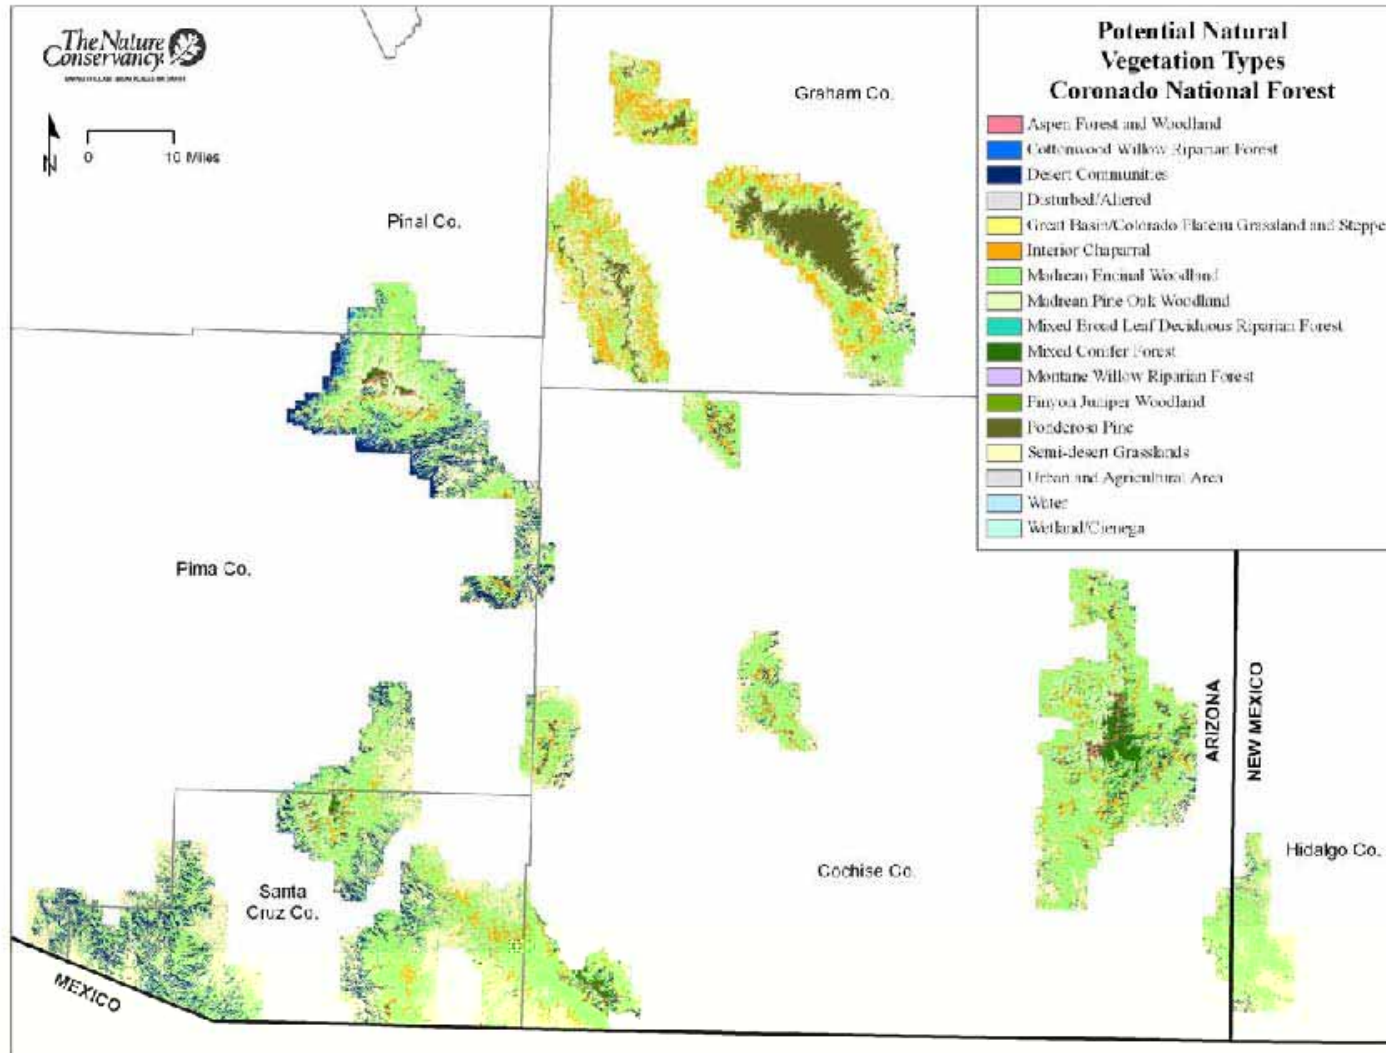 The Nature
Conservancy
Potential Natural
Vegetation Types
Coronado National Forest
Aspen Forest and Woodland
Cottonwood Willow Riparian Forest
Desert Communities
Disturbed/Altered
Great Basin/Colorado Plateau Grassland and Steppe
Interior Chaparral
Madrean Encinal Woodland
Madrean Pine Oak Woodland
Mixed Broad Leaf Deciduous Riparian Forest
Mixed Conifer Forest
Montane Willow Riparian Forest
Pinyon Juniper Woodland
Ponderosa Pine
Semi-desert Grasslands
Urban and Agricultural Area
Water
Wetland/Cienega
N
0 10 Miles
Graham Co.
Pinal Co.
Pima Co.
ARIZONA
NEW MEXICO
Hidalgo Co.
Cochise Co.
Santa
Cruz Co.
MEXICO